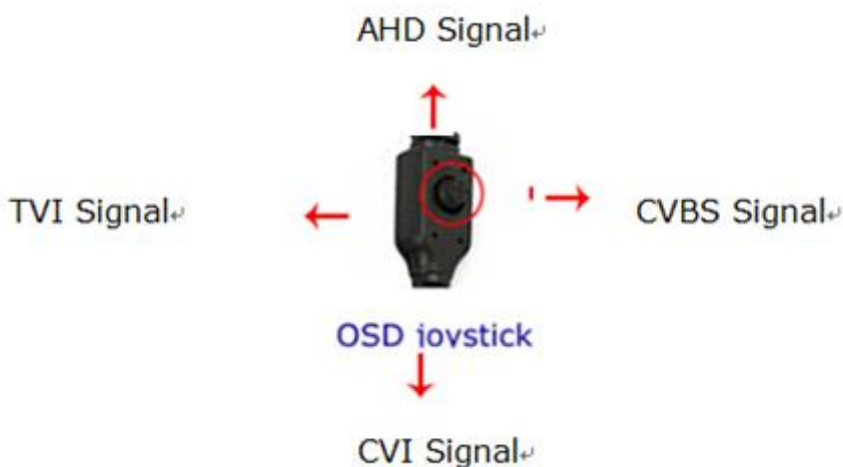 AHD Signal
TVI Signal
CVBS Signal
OSD joystick
CVI Signal